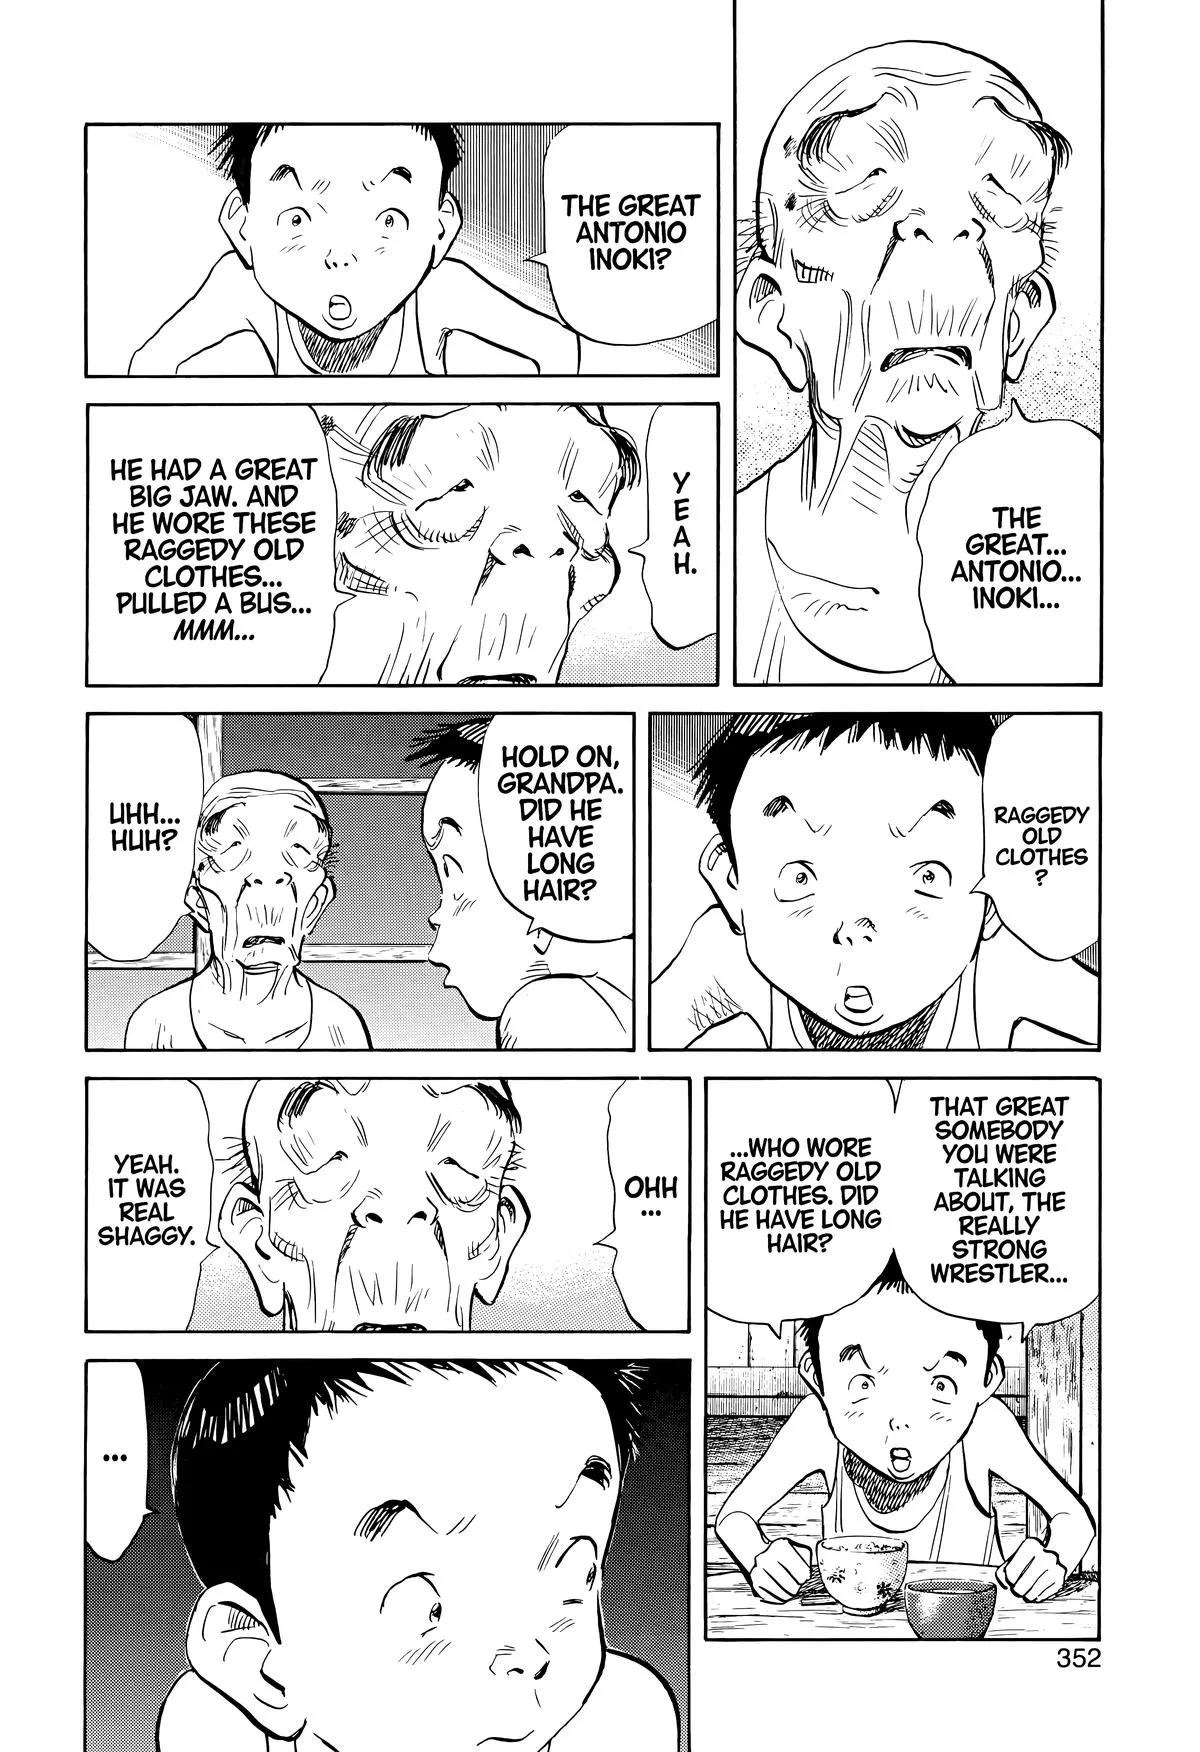 THE
GREAT...
ANTONIO...
INOKI...
THE GREAT
ANTONIO
INOKI?
YEAH.
HE HAD A GREAT
BIG JAW. AND
HE WORE THESE
RAGGEDY OLD
CLOTHES...
PULLED A BUS...
MMM...
RAGGEDY
OLD
CLOTHES
?
HOLD ON,
GRANDPA.
DID HE
HAVE
LONG
HAIR?
UHH...
HUH?
THAT GREAT
SOMEBODY
YOU WERE
TALKING
ABOUT, THE
REALLY
STRONG
WRESTLER...
...WHO WORE
RAGGEDY OLD
CLOTHES. DID
HE HAVE LONG
HAIR?
OHH
...
YEAH.
IT WAS
REAL
SHAGGY.
...
352